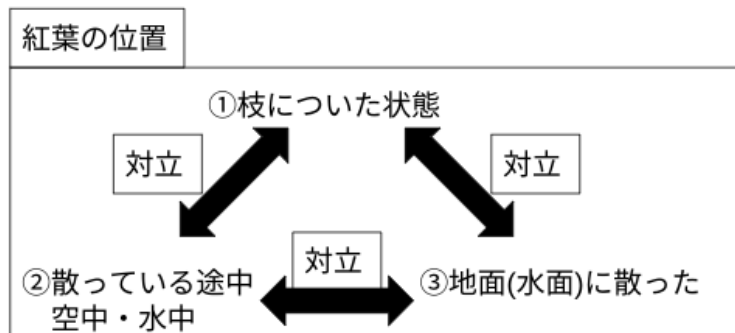 紅葉の位置
①枝についた状態
対立
対立
対立
②散っている途中
空中・水中
③地面(水面)に散った